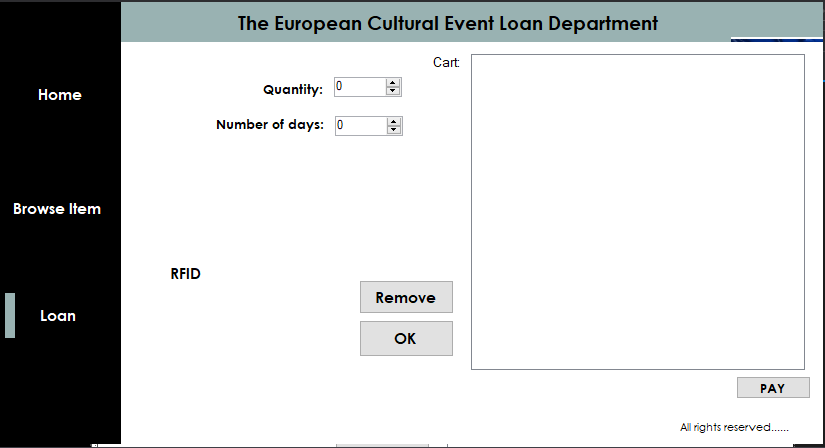 The European Cultural Event Loan Department
Home
Browse Item
Loan
Quantity: 0
Number of days: 0
RFID
Cart:
Remove
OK
PAY
All rights reserved......